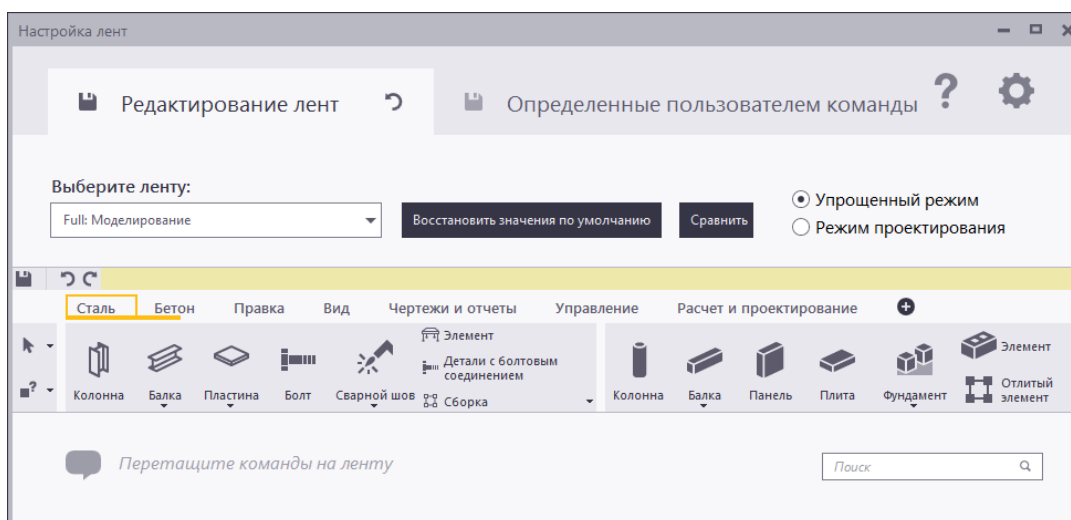 Настройка лент
Редактирование лент
Определенные пользователем команды
?
Выберите ленту:
Full: Моделирование
Восстановить значения по умолчанию
Сравнить
Упрощенный режим
Режим проектирования
Сталь Бетон Правка Вид Чертежи и отчеты Управление Расчет и проектирование
Колонна
Балка
Пластина
Болт
Сварной шов
Элемент
Детали с болтовым
соединением
Сборка
Колонна
Балка
Панель
Плита
Фундамент
Элемент
Отлитый
элемент
Перетащите команды на ленту
Поиск